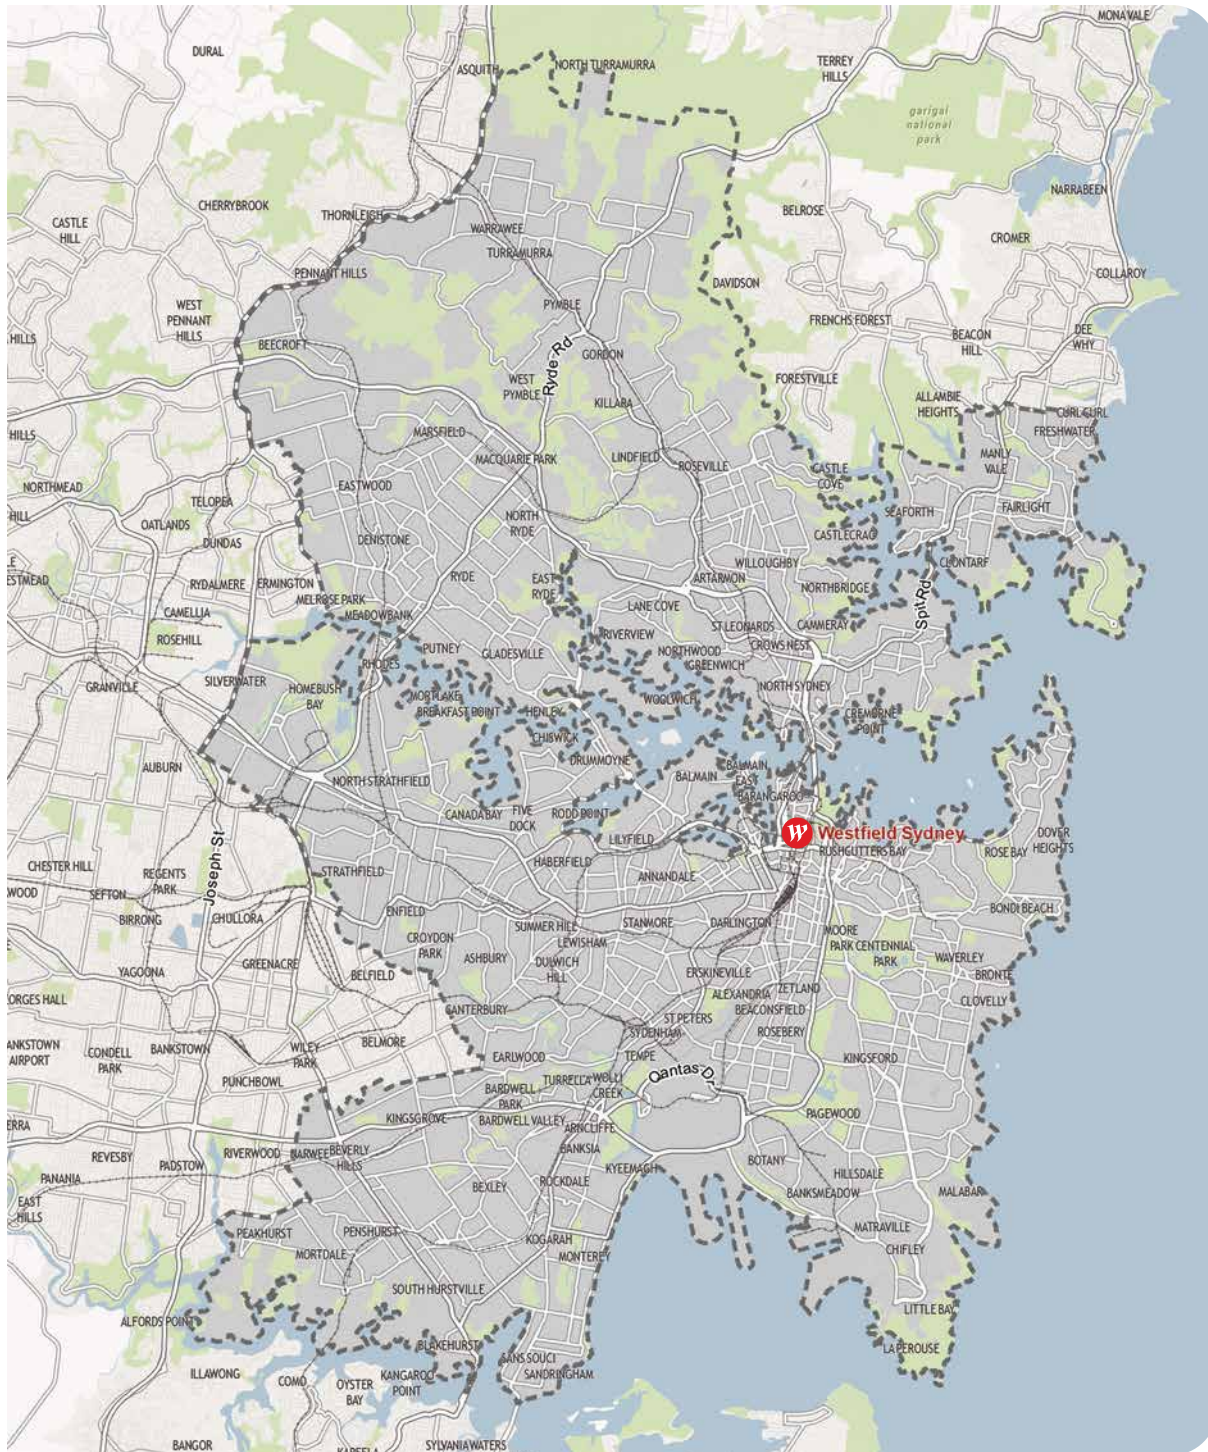 MONA VALE
DURAL
ASQUITH
NORTH TURRAMURRA
TERREY
HILLS
garigal
national
park
NARRABEEN
CHERRYBROOK
THORNLEIGH
BELROSE
CASTLE
HILL
WARRAWEE
CROMER
TURRAMURRA
PENNANT HILLS
COLLAROY
DAVIDSON
WEST
PENNANT
HILLS
PYMBLE
FRENCHS FOREST
BEACON
HILL
DEE
WHY
HILLS
BEECROFT
Ryde Rd
GORDON
WEST
PYMBLE
FORESTVILLE
KILLARA
ALLAMBIE
HEIGHTS
CURL CURL
FRESHWATER
HILLS
MARSFIELD
MACQUARIE PARK
LINDFIELD
ROSEVILLE
MANLY
VALE
CASTLE
COVE
NORTHMEAD
EASTWOOD
TELOPEA
SEAFORTH
FAIRLIGHT
HILL
OATLANDS
NORTH
RYDE
DENISTONE
DUNDAS
CASTLECRAG
WILLOUGHBY
CLONTARF
ESTMEAD
RYDALMERE
ERMINGTON
RYDE
EAST
RYDE
ARTARMON
NORTHBRIDGE
Spit Rd
MELROSE PARK
CAMELLIA
MEADOWBANK
LANE COVE
ST LEONARDS
CAMMERAY
ROSEHILL
PUTNEY
GLADESVILLE
RIVERVIEW
NORTHWOOD
CROWS NEST
GREENWICH
RHODES
SILVERWATER
GRANVILLE
HOMEBUSH
BAY
MORTLAKE
BREAKFAST POINT
HENLEY
WOOLWICH
NORTH SYDNEY
CREMORNE
POINT
CHISWICK
AUBURN
DRUMMOYNE
NORTH STRATHFIELD
BALMAIN
BALMAIN
EAST
BARANGAROO
CANADA BAY
FIVE
DOCK
RODD POINT
W
Westfield Sydney
LILYFIELD
DOVER
HEIGHTS
Joseph St
RUSHCUTTERS BAY
ROSE BAY
CHESTER HILL
STRATHFIELD
HABERFIELD
REGENTS
PARK
ANNANDALE
WOOD
SEFTON
BIRRONG
CHULLORA
ENFIELD
SUMMER HILL
STANMORE
DARLINGTON
BONDI BEACH
MOORE
PARK
CENTENNIAL
PARK
CROYDON
PARK
LEWISHAM
ASHBURY
DULWICH
HILL
WAVERLEY
YAGOONA
GREENACRE
BELFIELD
ERSKINEVILLE
BRONTE
ZETLAND
ALEXANDRIA
CLOVELLY
ORGES HALL
CANTERBURY
BEACONSFIELD
ST PETERS
SYDENHAM
ROSEBERY
ANKSTOWN
AIRPORT
CONDELL
PARK
BANKSTOWN
WILEY
PARK
BELMORE
EARLWOOD
TEMPE
KINGSFORD
Qantas Dr
PUNCHBOWL
TURRELLA
WOLLI
CREEK
BARDWELL
PARK
KINGSGROVE
BARDWELL VALLEY
ARNCLIFFE
PAGEWOOD
ERRA
REVESBY
PADSTOW
RIVERWOOD
NARWEE
BEVERLY
HILLS
BANKSIA
KYEEMAGH
BOTANY
HILLSDALE
PANANIA
BEXLEY
ROCKDALE
BANKSMEADOW
MALABAR
EAST
HILLS
PEAKHURST
PENSHURST
KOGARAH
MATRAVILLE
MORTDALE
MONTEREY
CHIFLEY
SOUTH HURSTVILLE
LITTLE BAY
ALFORDS POINT
BLAKEHURST
LA PEROUSE
SANS SOUCI
SANDRINGHAM
ILLAWONG
COMO
OYSTER
BAY
KANGAROO
POINT
BANGOR
KAREELA
SYLVANIA WATERS